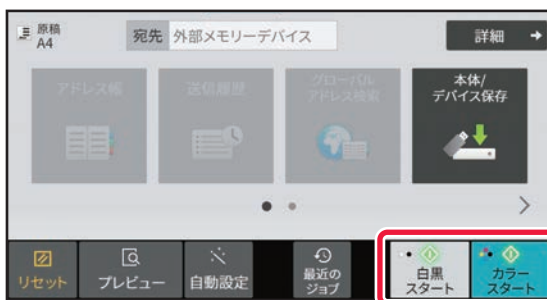 原稿
A4
宛先 外部メモリーデバイス
詳細
アドレス帳
送信履歴
グローバル
アドレス検索
本体/
デバイス保存
リセット
プレビュー
自動設定
最近の
ジョブ
白黒
スタート
カラー
スタート